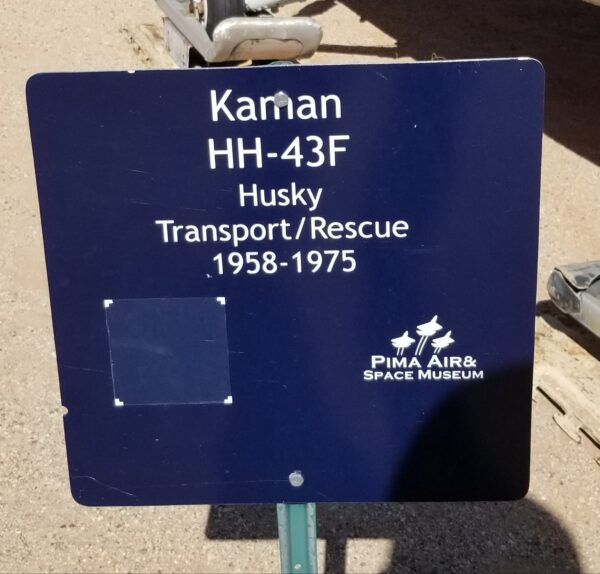 Kaman
HH-43F
Husky
Transport/Rescue
1958-1975
PIMA AIR&
SPACE MUSEUM